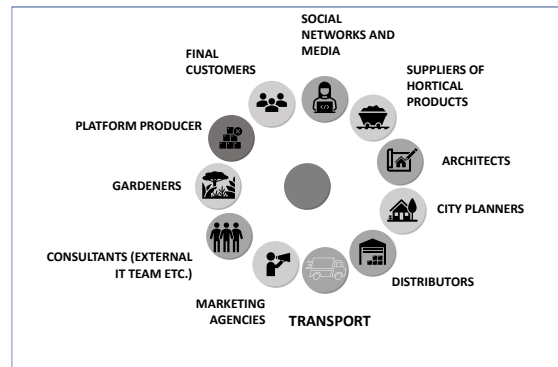 SOCIAL
NETWORKS AND
MEDIA
FINAL
CUSTOMERS
SUPPLIERS OF
HORTICAL
PRODUCTS
PLATFORM PRODUCER
ARCHITECTS
GARDENERS
CITY PLANNERS
CONSULTANTS (EXTERNAL
IT TEAM ETC.)
DISTRIBUTORS
MARKETING
AGENCIES
TRANSPORT